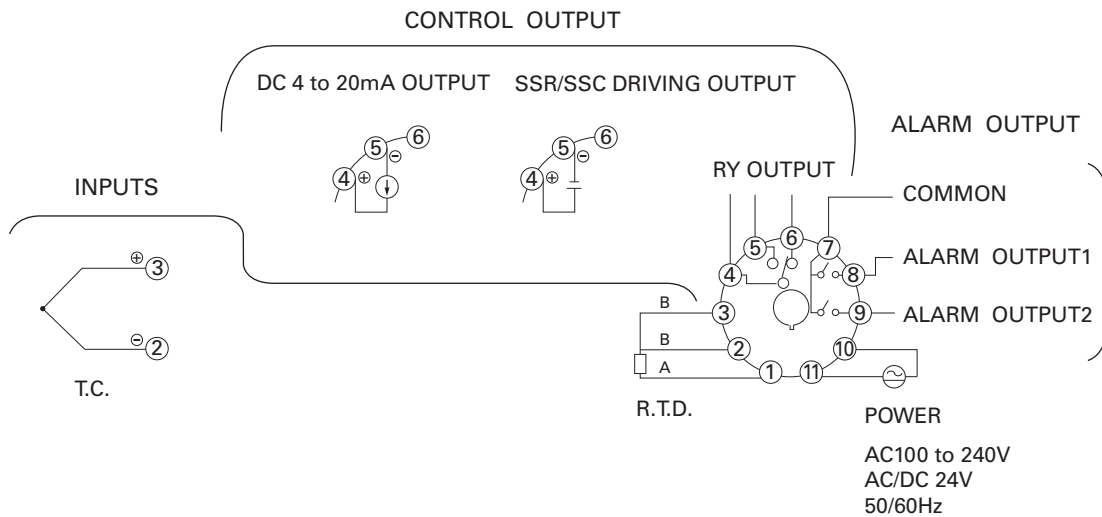 CONTROL OUTPUT
DC 4 to 20mA OUTPUT
SSR/SSC DRIVING OUTPUT
ALARM OUTPUT
INPUTS
RY OUTPUT
COMMON
ALARM OUTPUT1
ALARM OUTPUT2
4 ⊕ 5 ⊖ 6
4 ⊕ 5 ⊖ 6
⊕ 3
⊖ 2
T.C.
4 5 6 7 8
3 9
2 10
1 11
B
B
A
R.T.D.
POWER
AC100 to 240V
AC/DC 24V
50/60Hz